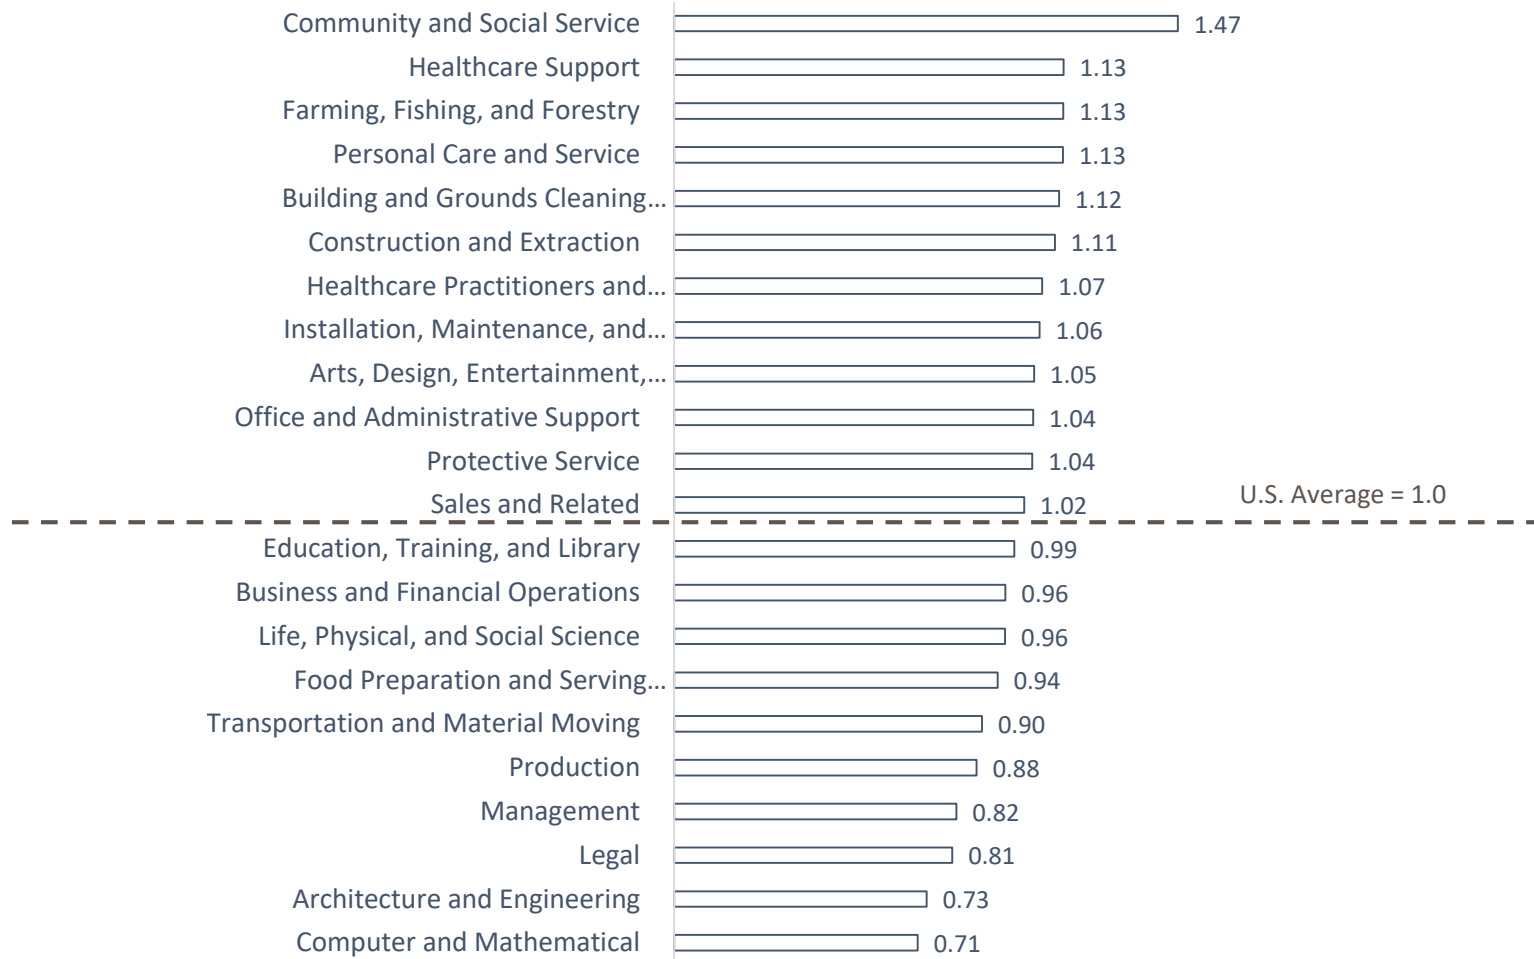 Community and Social Service 1.47
Healthcare Support 1.13
Farming, Fishing, and Forestry 1.13
Personal Care and Service 1.13
Building and Grounds Cleaning... 1.12
Construction and Extraction 1.11
Healthcare Practitioners and... 1.07
Installation, Maintenance, and... 1.06
Arts, Design, Entertainment,... 1.05
Office and Administrative Support 1.04
Protective Service 1.04
U.S. Average = 1.0
Sales and Related 1.02
Education, Training, and Library 0.99
Business and Financial Operations 0.96
Life, Physical, and Social Science 0.96
Food Preparation and Serving... 0.94
Transportation and Material Moving 0.90
Production 0.88
Management 0.82
Legal 0.81
Architecture and Engineering 0.73
Computer and Mathematical 0.71